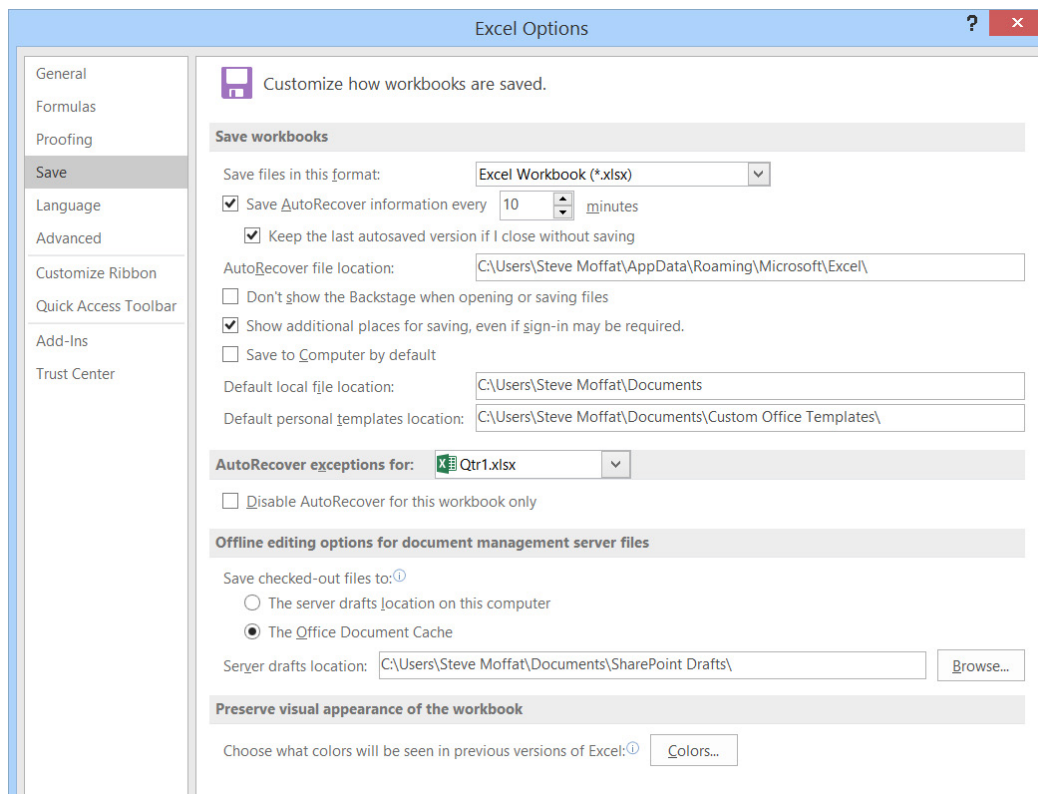 Excel Options
?
General
Formulas
Proofing
Save
Language
Advanced
Customize Ribbon
Quick Access Toolbar
Add-Ins
Trust Center
Customize how workbooks are saved.
Save workbooks
Save files in this format: Excel Workbook (*.xlsx)
Save AutoRecover information every 10 minutes
Keep the last autosaved version if I close without saving
AutoRecover file location: C:\Users\Steve Moffat\AppData\Roaming\Microsoft\Excel\
Don't show the Backstage when opening or saving files
Show additional places for saving, even if sign-in may be required.
Save to Computer by default
Default local file location: C:\Users\Steve Moffat\Documents
Default personal templates location: C:\Users\Steve Moffat\Documents\Custom Office Templates\
AutoRecover exceptions for: Qtr1.xlsx
Disable AutoRecover for this workbook only
Offline editing options for document management server files
Save checked-out files to:
The server drafts location on this computer
The Office Document Cache
Server drafts location: C:\Users\Steve Moffat\Documents\SharePoint Drafts\ Browse...
Preserve visual appearance of the workbook
Choose what colors will be seen in previous versions of Excel: Colors...